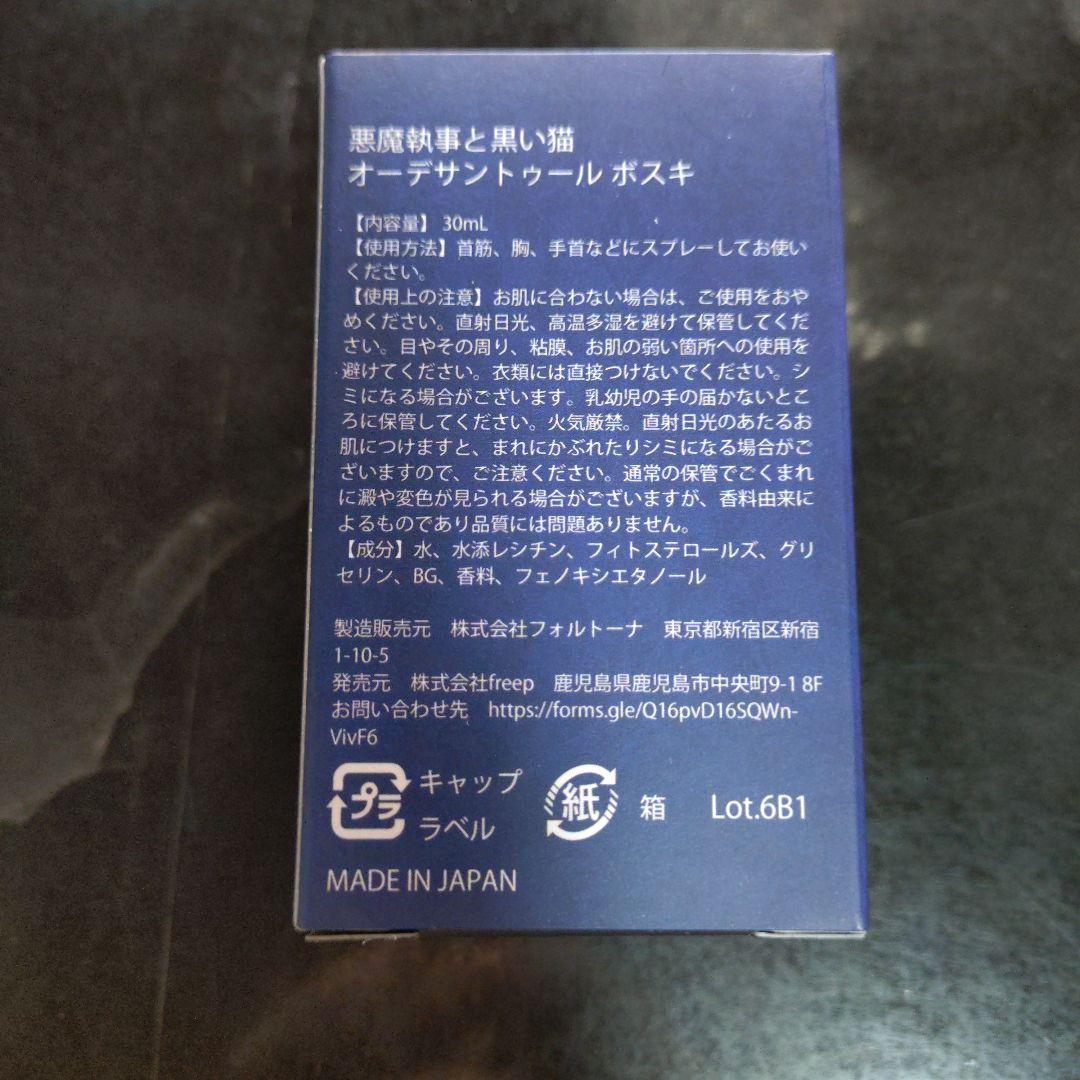 悪魔執事と黒い猫
オーデサントゥール ボスキ
【内容量】 30mL
【使用方法】首筋、胸、手首などにスプレーしてお使い
ください。
【使用上の注意】お肌に合わない場合は、ご使用をおや
めください。直射日光、高温多湿を避けて保管してくだ
さい。目やその周り、粘膜、お肌の弱い箇所への使用を
避けてください。衣類には直接つけないでください。シ
ミになる場合がございます。乳幼児の手の届かないとこ
ろに保管してください。火気厳禁。直射日光のあたるお
肌につけますと、まれにかぶれたりシミになる場合がご
ざいますので、ご注意ください。通常の保管でごくまれ
に澱や変色が見られる場合がございますが、香料由来に
よるものであり品質には問題ありません。
【成分】水、水添レシチン、フィトステロールズ、グリ
セリン、BG、香料、フェノキシエタノール
製造販売元　株式会社フォルトーナ　東京都新宿区新宿
1-10-5
発売元　株式会社freep　鹿児島県鹿児島市中央町9-1 8F
お問い合わせ先　https://forms.gle/Q16pvD16SQWn-
VivF6
プラ キャップ
ラベル
紙 箱 Lot.6B1
MADE IN JAPAN